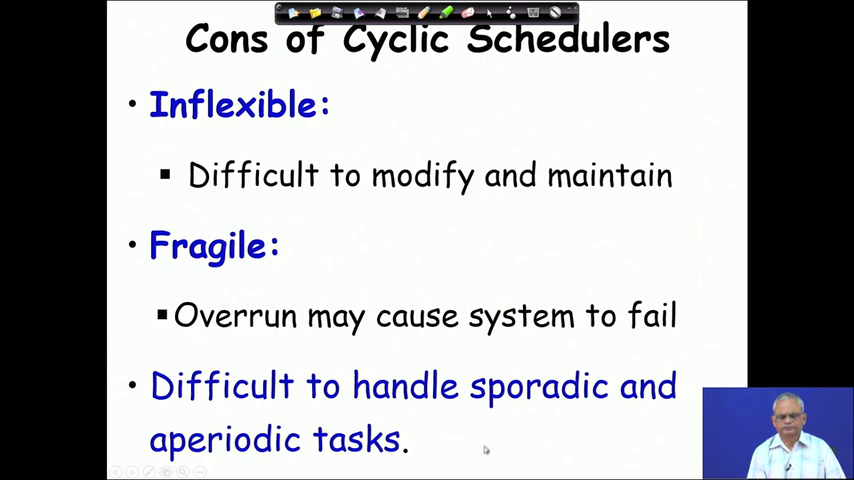 Cons of Cyclic Schedulers
• Inflexible:
▪ Difficult to modify and maintain
• Fragile:
▪ Overrun may cause system to fail
• Difficult to handle sporadic and
aperiodic tasks.